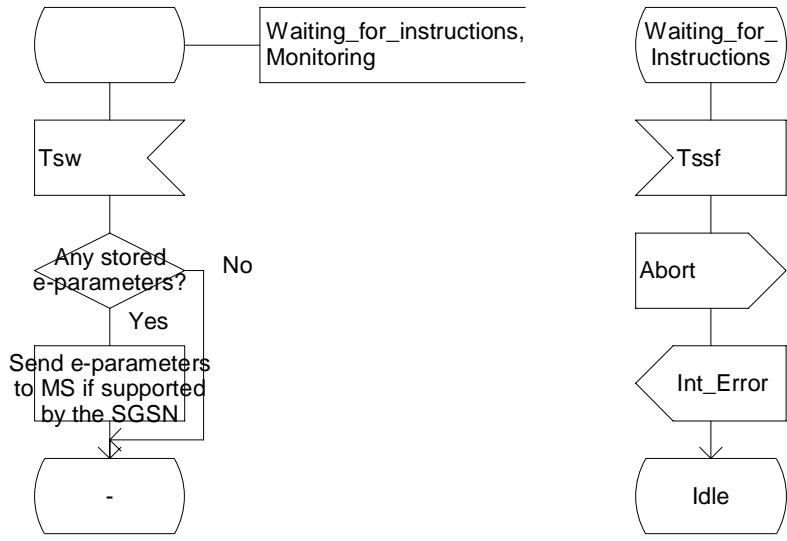 Waiting_for_instructions,
Monitoring
Tsw
Any stored
e-parameters?
No
Yes
Send e-parameters
to MS if supported
by the SGSN
-
Waiting_for_
Instructions
Tssf
Abort
Int_Error
Idle